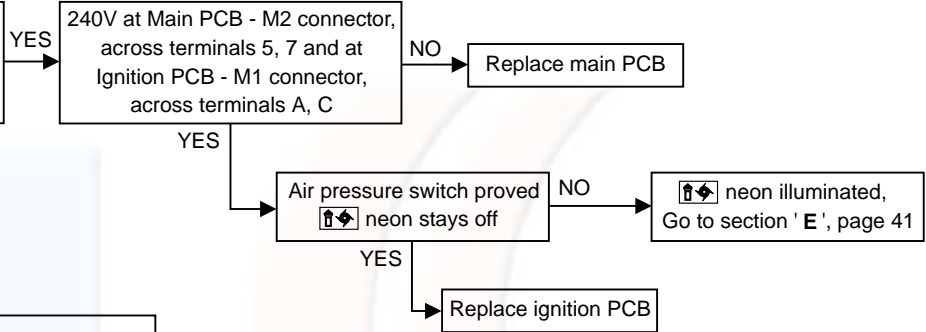 YES
240V at Main PCB - M2 connector,
across terminals 5, 7 and at
Ignition PCB - M1 connector,
across terminals A, C
NO
Replace main PCB
YES
Air pressure switch proved
neon stays off
NO
neon illuminated,
Go to section ' E ', page 41
YES
Replace ignition PCB